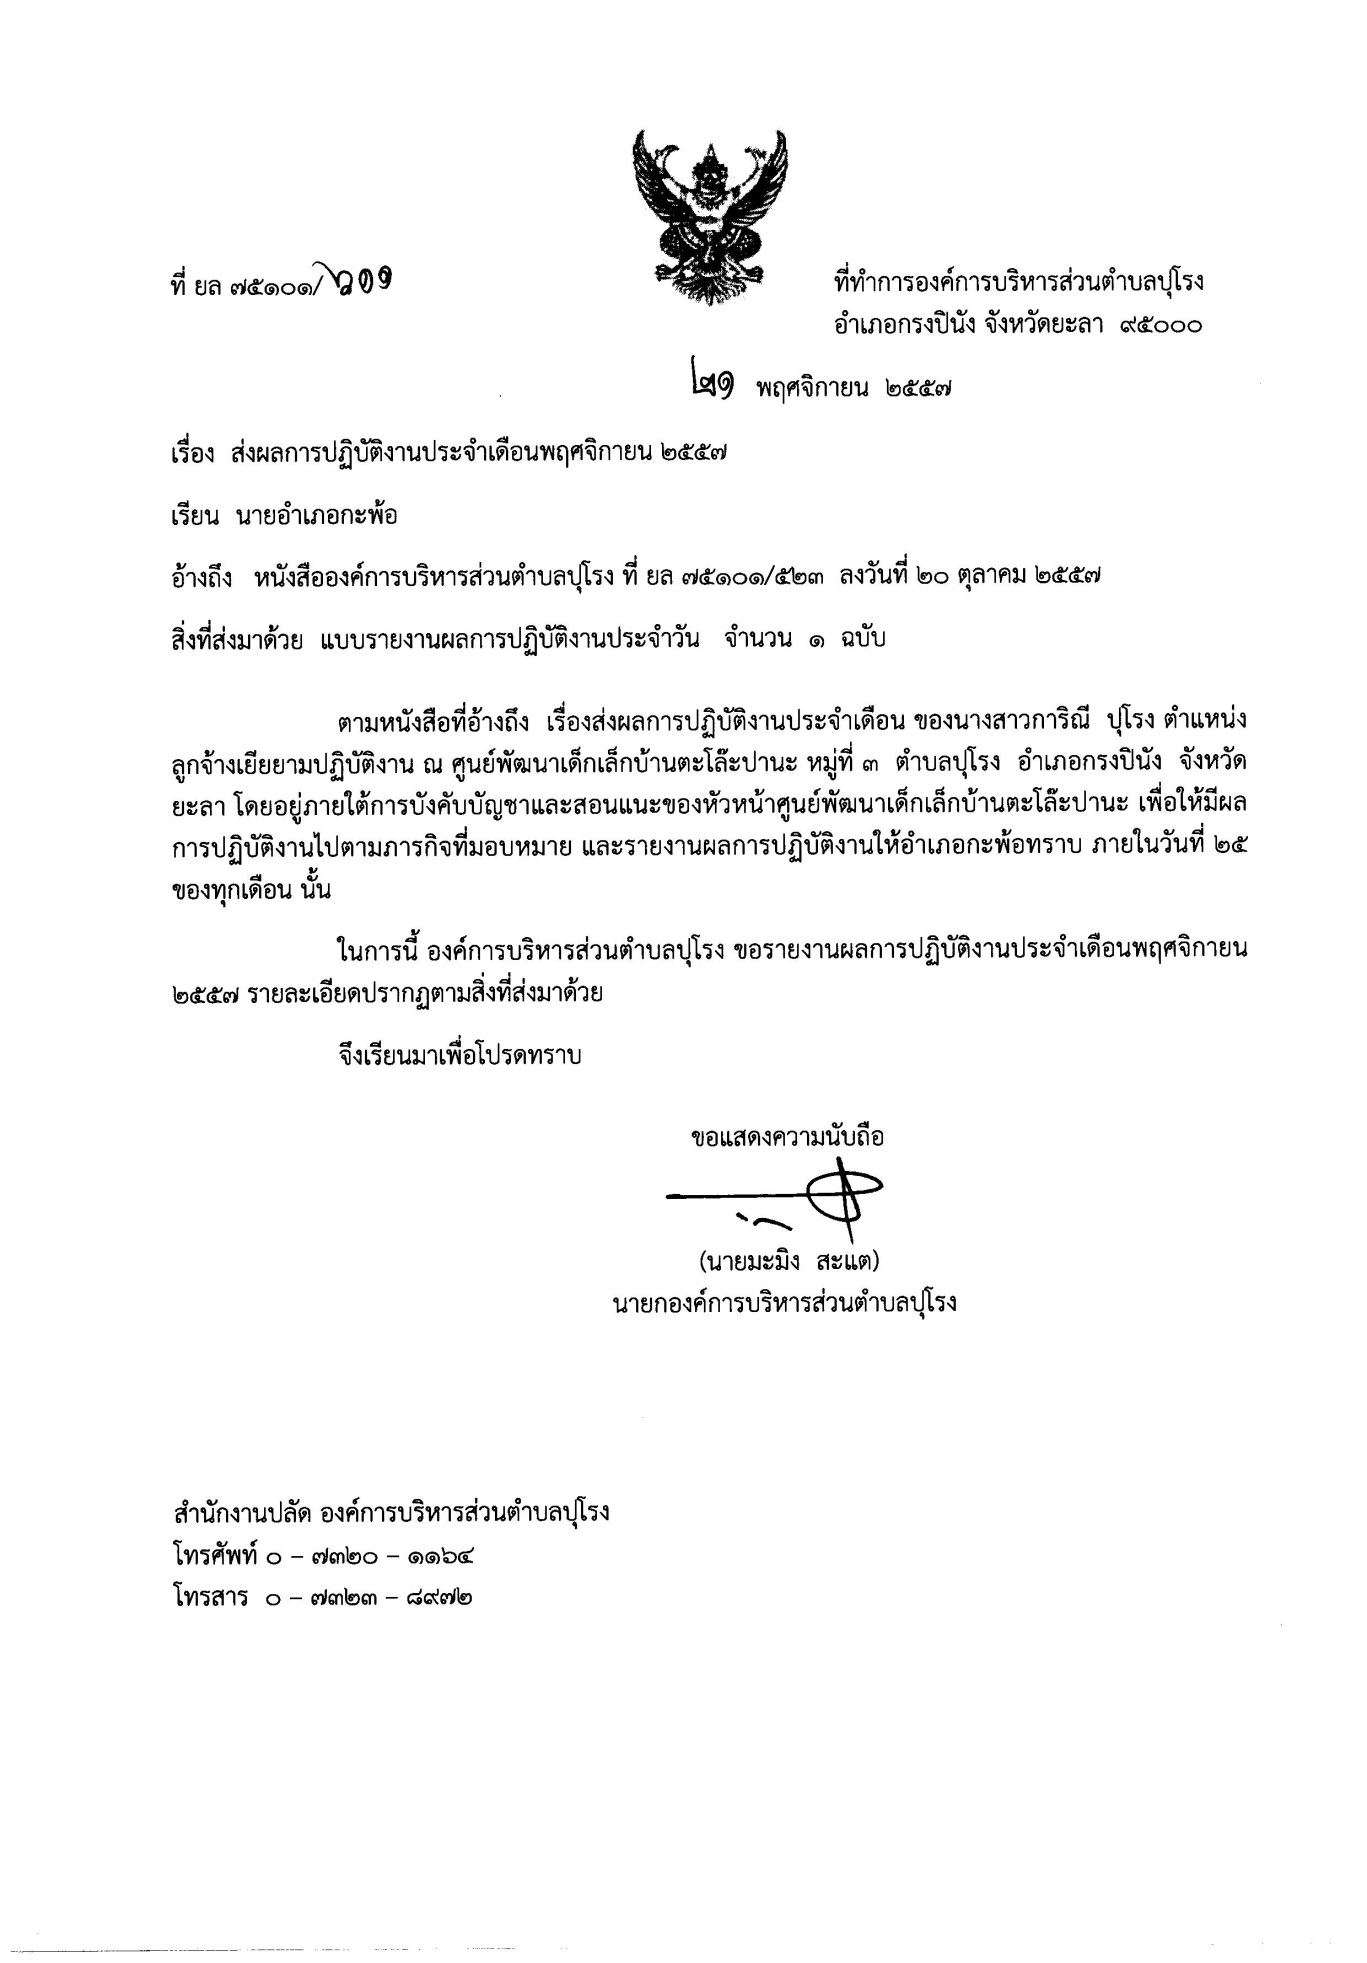 ที่ ยล ๗๕๑๐๑/๖๐๑
ที่ทำการองค์การบริหารส่วนตำบลปุโรง
อำเภอกรงปินัง จังหวัดยะลา ๙๕๐๐๐
๒๑ พฤศจิกายน ๒๕๕๗
เรื่อง ส่งผลการปฏิบัติงานประจำเดือนพฤศจิกายน ๒๕๕๗
เรียน นายอำเภอกะพ้อ
อ้างถึง หนังสือองค์การบริหารส่วนตำบลปุโรง ที่ ยล ๗๕๑๐๑/๕๒๓ ลงวันที่ ๒๐ ตุลาคม ๒๕๕๗
สิ่งที่ส่งมาด้วย แบบรายงานผลการปฏิบัติงานประจำวัน จำนวน ๑ ฉบับ
ตามหนังสือที่อ้างถึง เรื่องส่งผลการปฏิบัติงานประจำเดือน ของนางสาวการิณี ปุโรง ตำแหน่ง
ลูกจ้างเยียยามปฏิบัติงาน ณ ศูนย์พัฒนาเด็กเล็กบ้านตะโล๊ะปานะ หมู่ที่ ๓ ตำบลปุโรง อำเภอกรงปินัง จังหวัด
ยะลา โดยอยู่ภายใต้การบังคับบัญชาและสอนแนะของหัวหน้าศูนย์พัฒนาเด็กเล็กบ้านตะโล๊ะปานะ เพื่อให้มีผล
การปฏิบัติงานไปตามภารกิจที่มอบหมาย และรายงานผลการปฏิบัติงานให้อำเภอกะพ้อทราบ ภายในวันที่ ๒๕
ของทุกเดือน นั้น
ในการนี้ องค์การบริหารส่วนตำบลปุโรง ขอรายงานผลการปฏิบัติงานประจำเดือนพฤศจิกายน
๒๕๕๗ รายละเอียดปรากฏตามสิ่งที่ส่งมาด้วย
จึงเรียนมาเพื่อโปรดทราบ
ขอแสดงความนับถือ
(นายมะมิง สะแต)
นายกองค์การบริหารส่วนตำบลปุโรง
สำนักงานปลัด องค์การบริหารส่วนตำบลปุโรง
โทรศัพท์ ๐ – ๗๓๒๐ – ๑๑๖๔
โทรสาร ๐ – ๗๓๒๓ – ๘๙๗๒